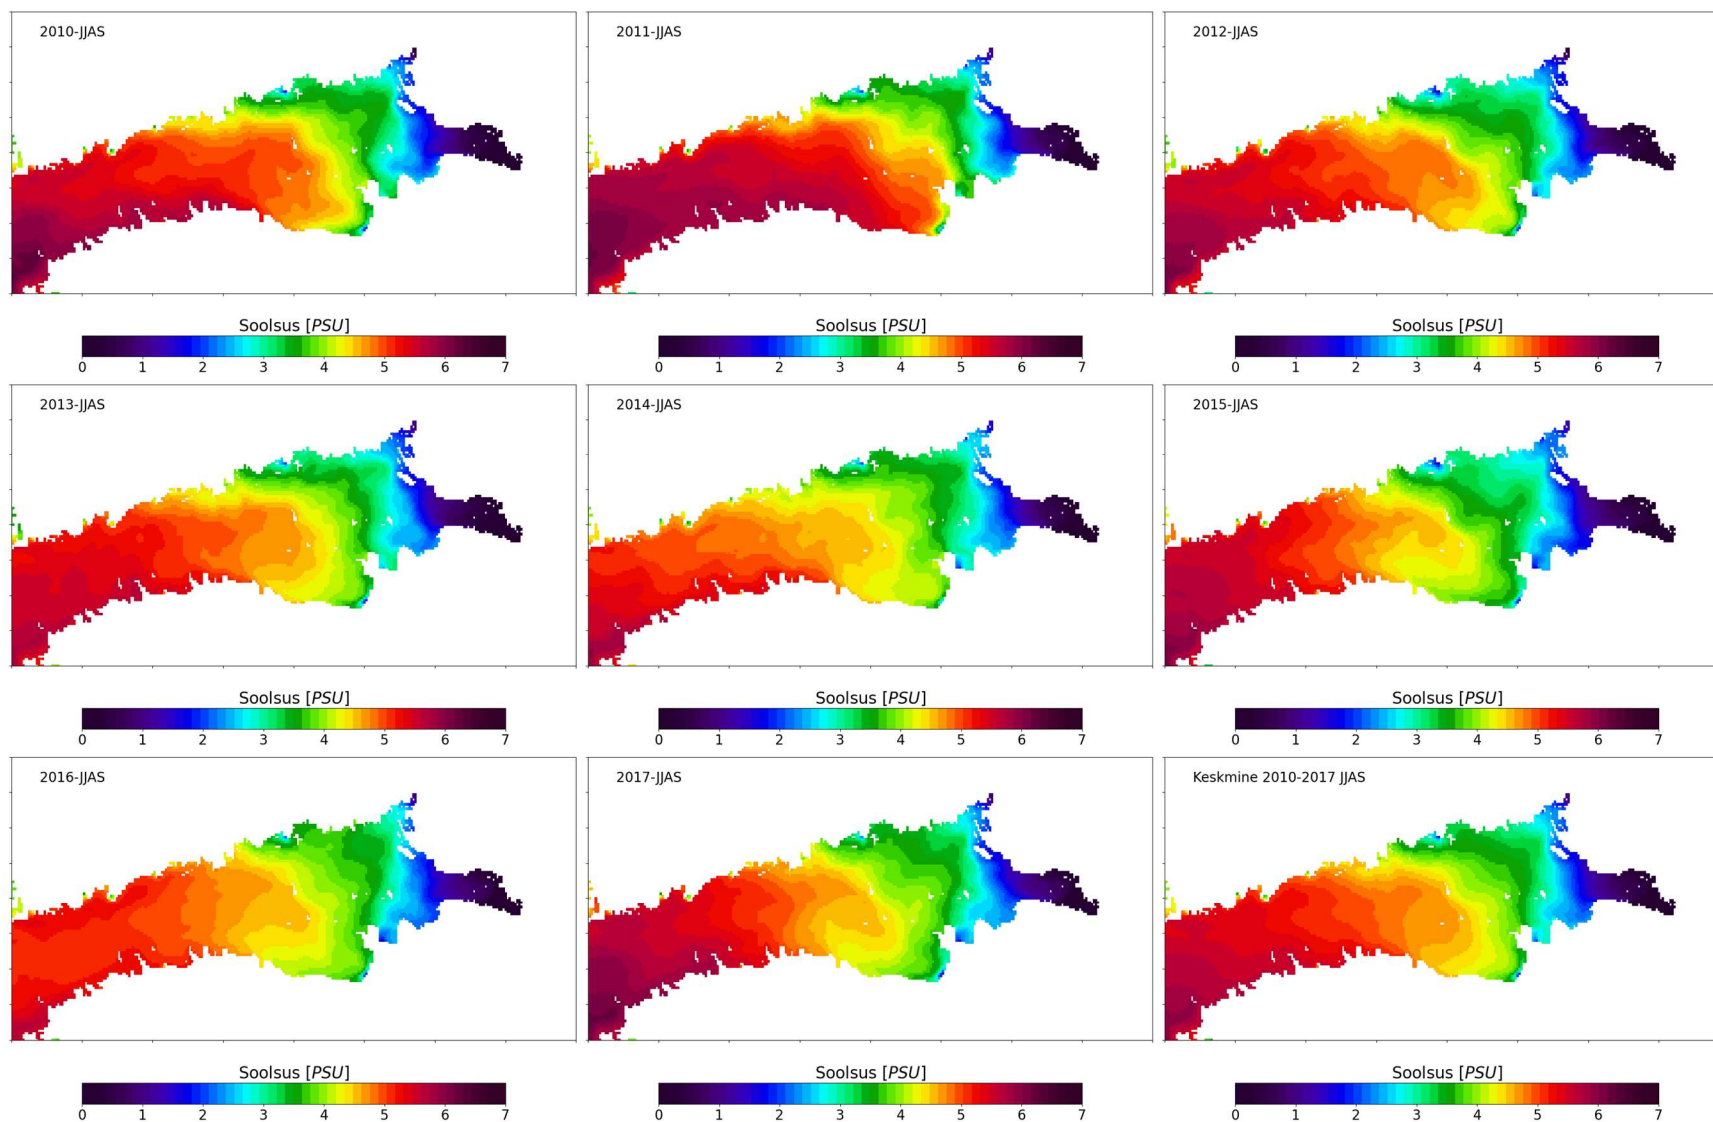 2010-JJAS
2011-JJAS
2012-JJAS
Soolsus [PSU]
0 1 2 3 4 5 6 7
Soolsus [PSU]
0 1 2 3 4 5 6 7
Soolsus [PSU]
0 1 2 3 4 5 6 7
2013-JJAS
2014-JJAS
2015-JJAS
Soolsus [PSU]
0 1 2 3 4 5 6 7
Soolsus [PSU]
0 1 2 3 4 5 6 7
Soolsus [PSU]
0 1 2 3 4 5 6 7
2016-JJAS
2017-JJAS
Keskmine 2010-2017 JJAS
Soolsus [PSU]
0 1 2 3 4 5 6 7
Soolsus [PSU]
0 1 2 3 4 5 6 7
Soolsus [PSU]
0 1 2 3 4 5 6 7